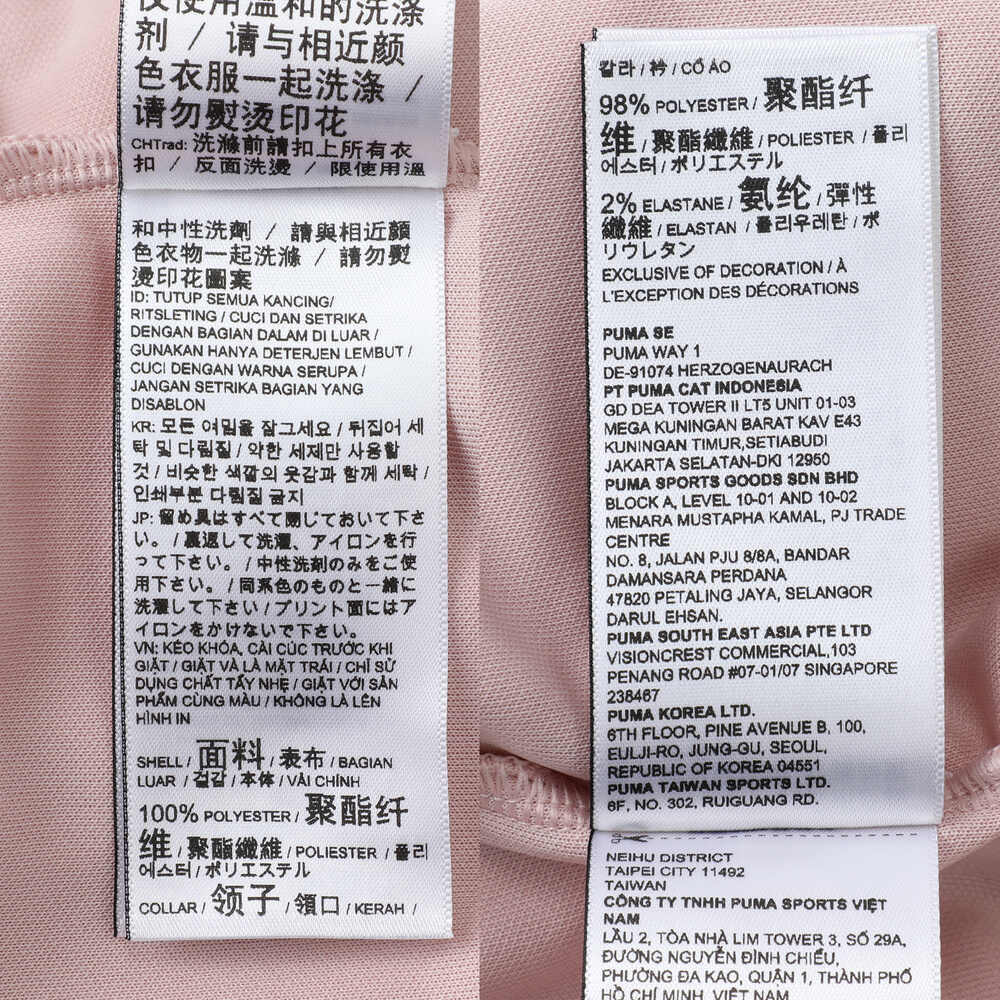 仅使用温和的洗涤
剂 / 请与相近颜
色衣服一起洗涤 /
请勿熨烫印花
CHTrad: 洗滌前請扣上所有衣
扣 / 反面洗燙 / 限使用溫
和中性洗劑 / 請與相近顏
色衣物一起洗滌 / 請勿熨
燙印花圖案
ID: TUTUP SEMUA KANCING/
RITSLETING / CUCI DAN SETRIKA
DENGAN BAGIAN DALAM DI LUAR /
GUNAKAN HANYA DETERJEN LEMBUT /
CUCI DENGAN WARNA SERUPA /
JANGAN SETRIKA BAGIAN YANG
DISABLON
KR: 모든 여밈을 잠그세요 / 뒤집어 세
탁 및 다림질 / 약한 세제만 사용할
것 / 비슷한 색깔의 옷감과 함께 세탁 /
인쇄부분 다림질 금지
JP: 留め具はすべて閉じておいて下さ
い。/ 裏返して洗濯、アイロンを行
って下さい。/ 中性洗剤のみをご使
用下さい。/ 同系色のものと一緒に
洗濯して下さい / プリント面にはア
イロンをかけないで下さい。
VN: KÉO KHÓA, CÀI CÚC TRƯỚC KHI
GIẶT / GIẶT VÀ LÀ MẶT TRÁI / CHỈ SỬ
DỤNG CHẤT TẨY NHẸ / GIẶT VỚI SẢN
PHẨM CÙNG MÀU / KHÔNG LÀ LÊN
HÌNH IN
SHELL / 面料 / 表布 / BAGIAN
LUAR / 겉감 / 本体 / VẢI CHÍNH
100% POLYESTER / 聚酯纤
维 / 聚酯纖維 / POLIESTER / 폴리
에스터 / ポリエステル
COLLAR / 领子 / 領口 / KERAH /
칼라 / 衿 / CỔ ÁO
98% POLYESTER / 聚酯纤
维 / 聚酯纖維 / POLIESTER / 폴리
에스터 / ポリエステル
2% ELASTANE / 氨纶 / 彈性
纖維 / ELASTAN / 폴리우레탄 / ポ
リウレタン
EXCLUSIVE OF DECORATION / À
L'EXCEPTION DES DÉCORATIONS
PUMA SE
PUMA WAY 1
DE-91074 HERZOGENAURACH
PT PUMA CAT INDONESIA
GD DEA TOWER II LT5 UNIT 01-03
MEGA KUNINGAN BARAT KAV E43
KUNINGAN TIMUR,SETIABUDI
JAKARTA SELATAN-DKI 12950
PUMA SPORTS GOODS SDN BHD
BLOCK A, LEVEL 10-01 AND 10-02
MENARA MUSTAPHA KAMAL, PJ TRADE
CENTRE
NO. 8, JALAN PJU 8/8A, BANDAR
DAMANSARA PERDANA
47820 PETALING JAYA, SELANGOR
DARUL EHSAN.
PUMA SOUTH EAST ASIA PTE LTD
VISIONCREST COMMERCIAL,103
PENANG ROAD #07-01/07 SINGAPORE
238467
PUMA KOREA LTD.
6TH FLOOR, PINE AVENUE B, 100,
EULJI-RO, JUNG-GU, SEOUL,
REPUBLIC OF KOREA 04551
PUMA TAIWAN SPORTS LTD.
6F, NO. 302, RUIGUANG RD.
NEIHU DISTRICT
TAIPEI CITY 11492
TAIWAN
CÔNG TY TNHH PUMA SPORTS VIỆT
NAM
LẦU 2, TÒA NHÀ LIM TOWER 3, SỐ 29A,
ĐƯỜNG NGUYỄN ĐÌNH CHIỂU,
PHƯỜNG ĐA KAO, QUẬN 1, THÀNH PHỐ
HỒ CHÍ MINH, VIỆT NAM